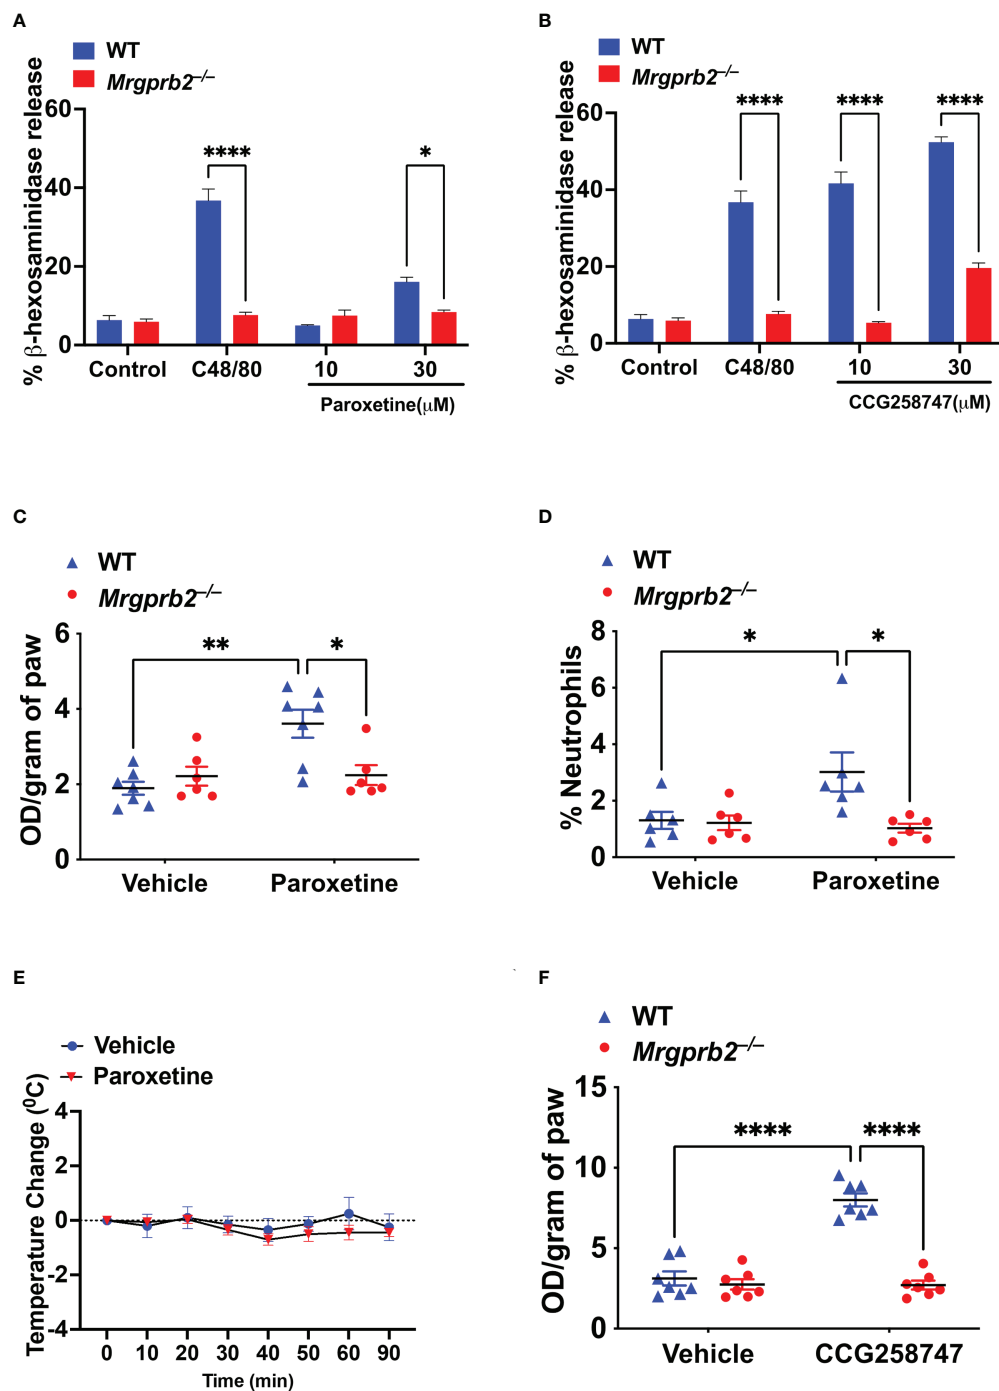 A
WT
Mrgprb2–/–
% β-hexosaminidase release
60
40
20
0
****
*
Control
C48/80
10
30
Paroxetine(μM)
B
WT
Mrgprb2–/–
% β-hexosaminidase release
60
40
20
0
****
****
****
Control
C48/80
10
30
CCG258747(μM)
C
WT
Mrgprb2–/–
OD/gram of paw
6
4
2
0
**
*
Vehicle
Paroxetine
D
WT
Mrgprb2–/–
% Neutrophils
8
6
4
2
0
*
*
Vehicle
Paroxetine
E
Vehicle
Paroxetine
Temperature Change (⁰C)
4
2
0
-2
-4
0
10
20
30
40
50
60
90
Time (min)
F
WT
Mrgprb2–/–
OD/gram of paw
15
10
5
0
****
****
Vehicle
CCG258747